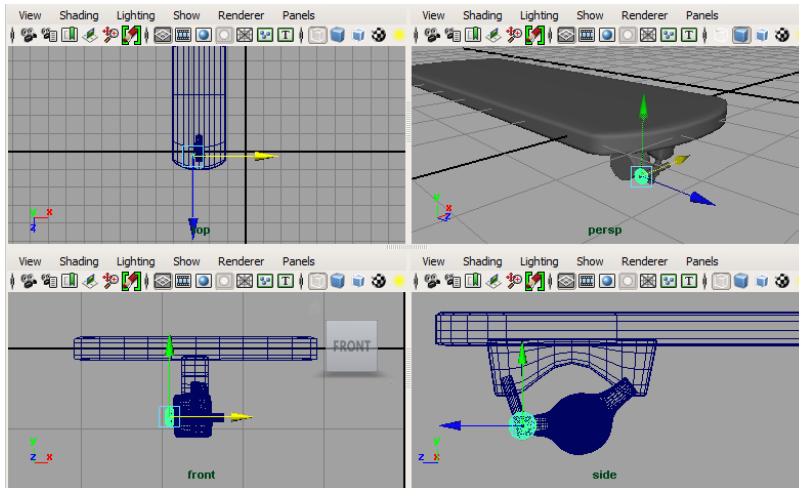 View Shading Lighting Show Renderer Panels
View Shading Lighting Show Renderer Panels
T
T
y
x
z
top
y
z
persp
View Shading Lighting Show Renderer Panels
View Shading Lighting Show Renderer Panels
T
T
FRONT
y
z x
front
y
z x
side